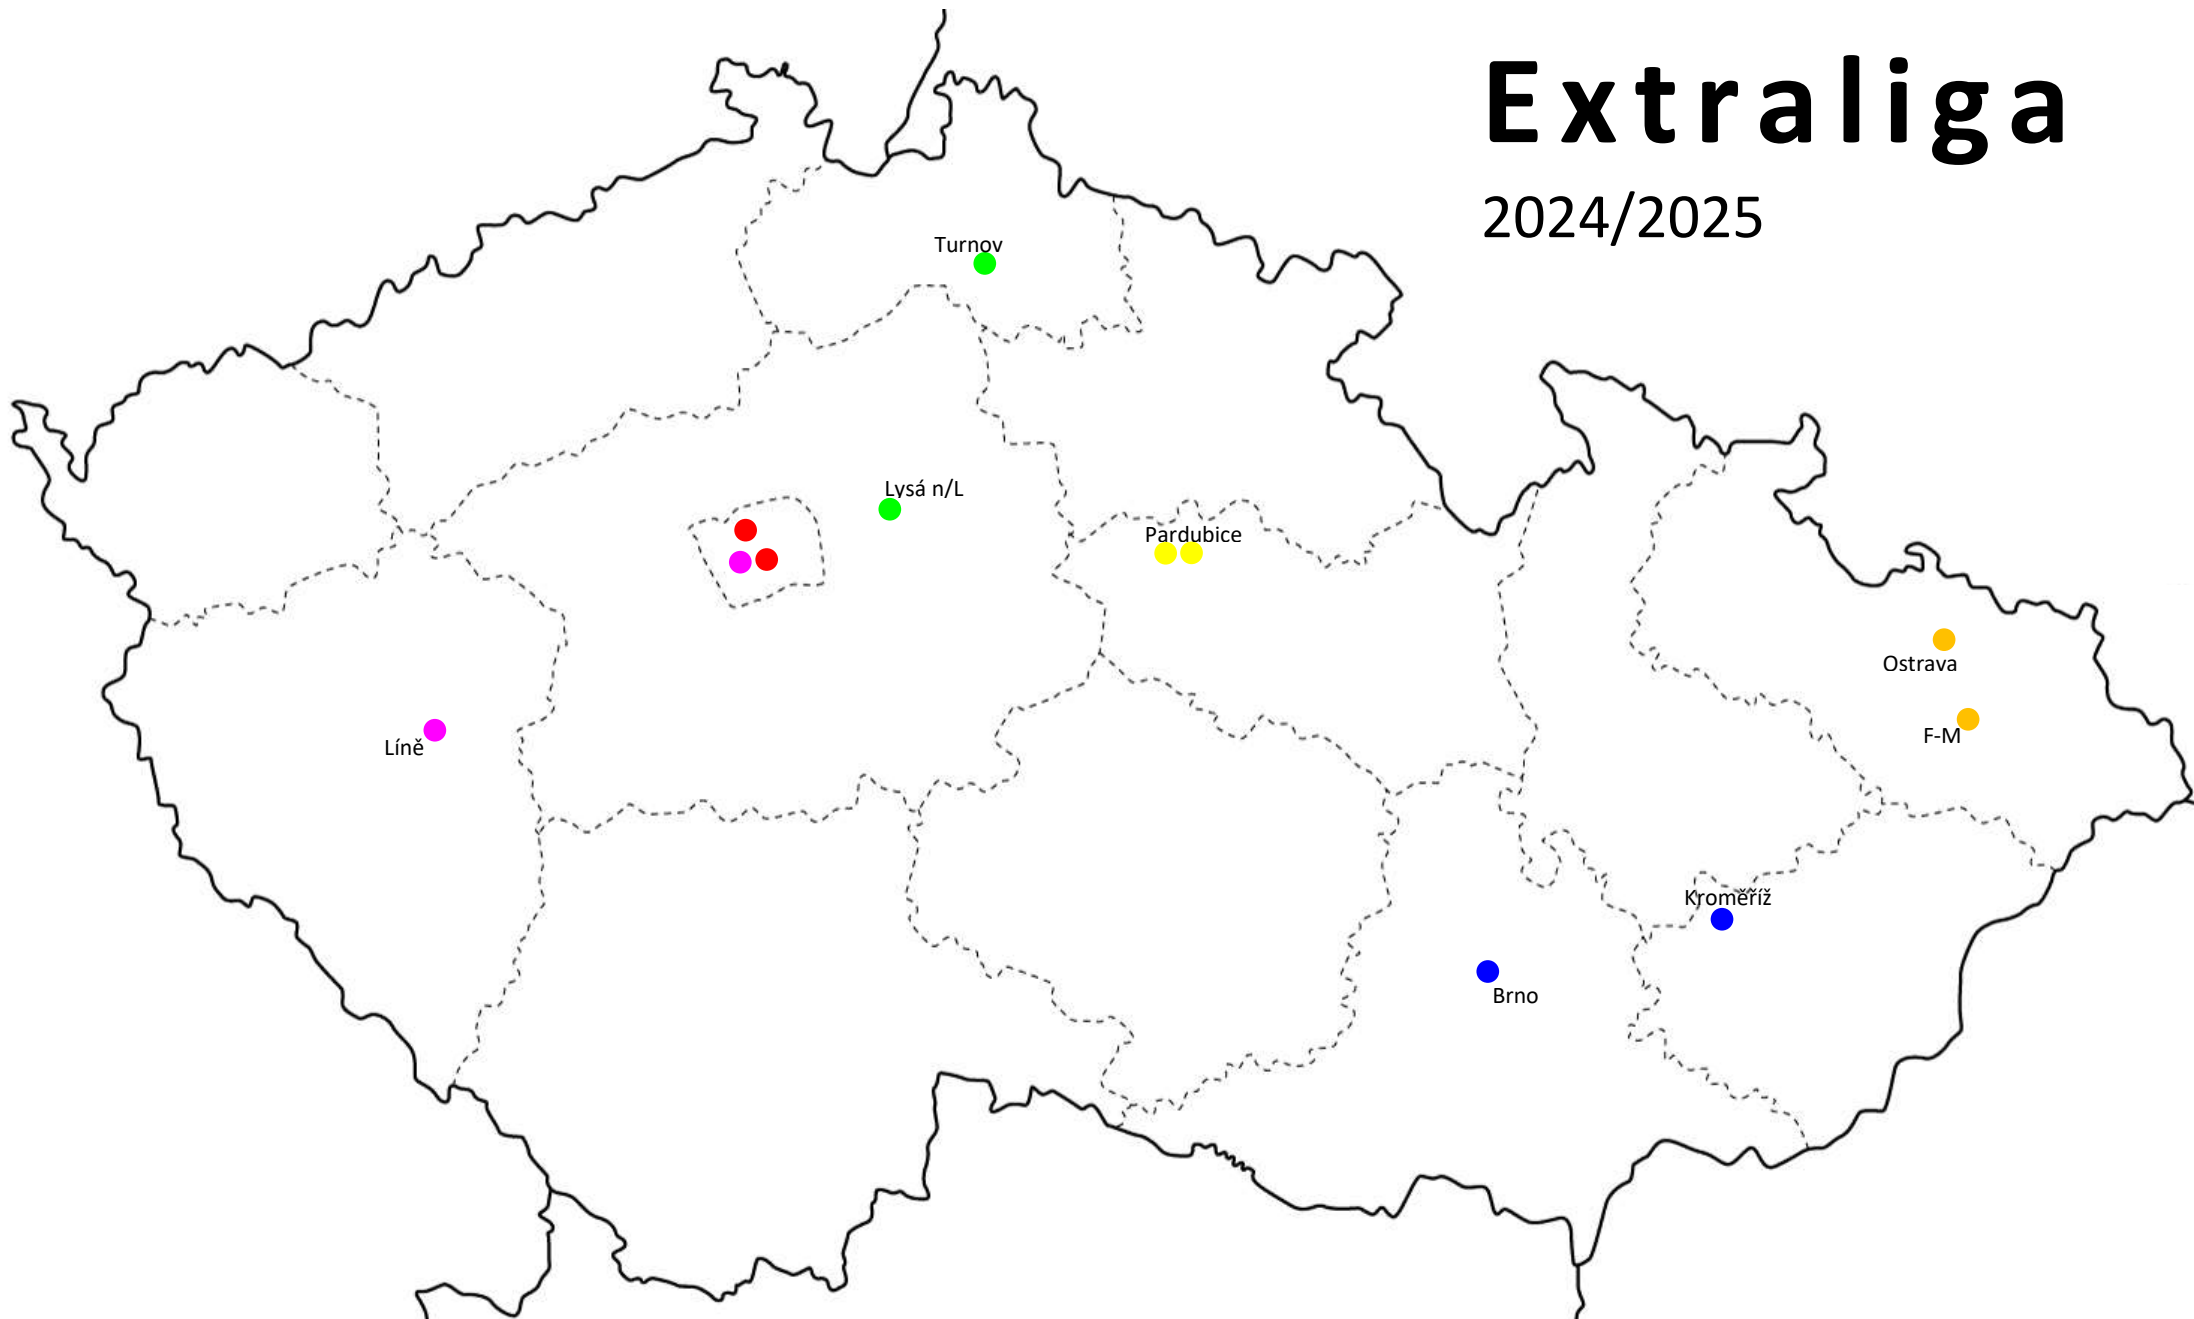 Extraliga
2024/2025
Turnov
Lysá n/L
Pardubice
Ostrava
F-M
Líně
Kroměříž
Brno